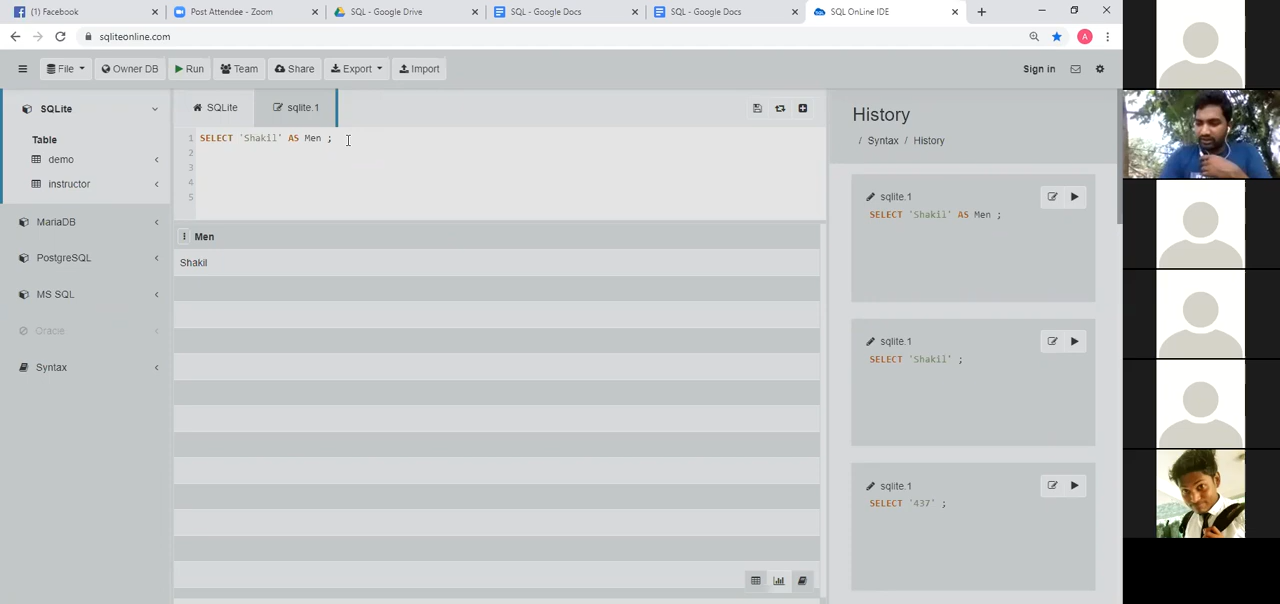 (1) Facebook
Post Attendee - Zoom
SQL - Google Drive
SQL - Google Docs
SQL - Google Docs
SQL OnLine IDE
sqliteonline.com
A
File
Owner DB
Run
Team
Share
Export
Import
Sign in
SQLite
Table
demo
instructor
MariaDB
PostgreSQL
MS SQL
Oracle
Syntax
SQLite
sqlite.1
1 SELECT 'Shakil' AS Men ;
2
3
4
5
Men
Shakil
History
/ Syntax / History
sqlite.1
SELECT 'Shakil' AS Men ;
sqlite.1
SELECT 'Shakil' ;
sqlite.1
SELECT '437' ;